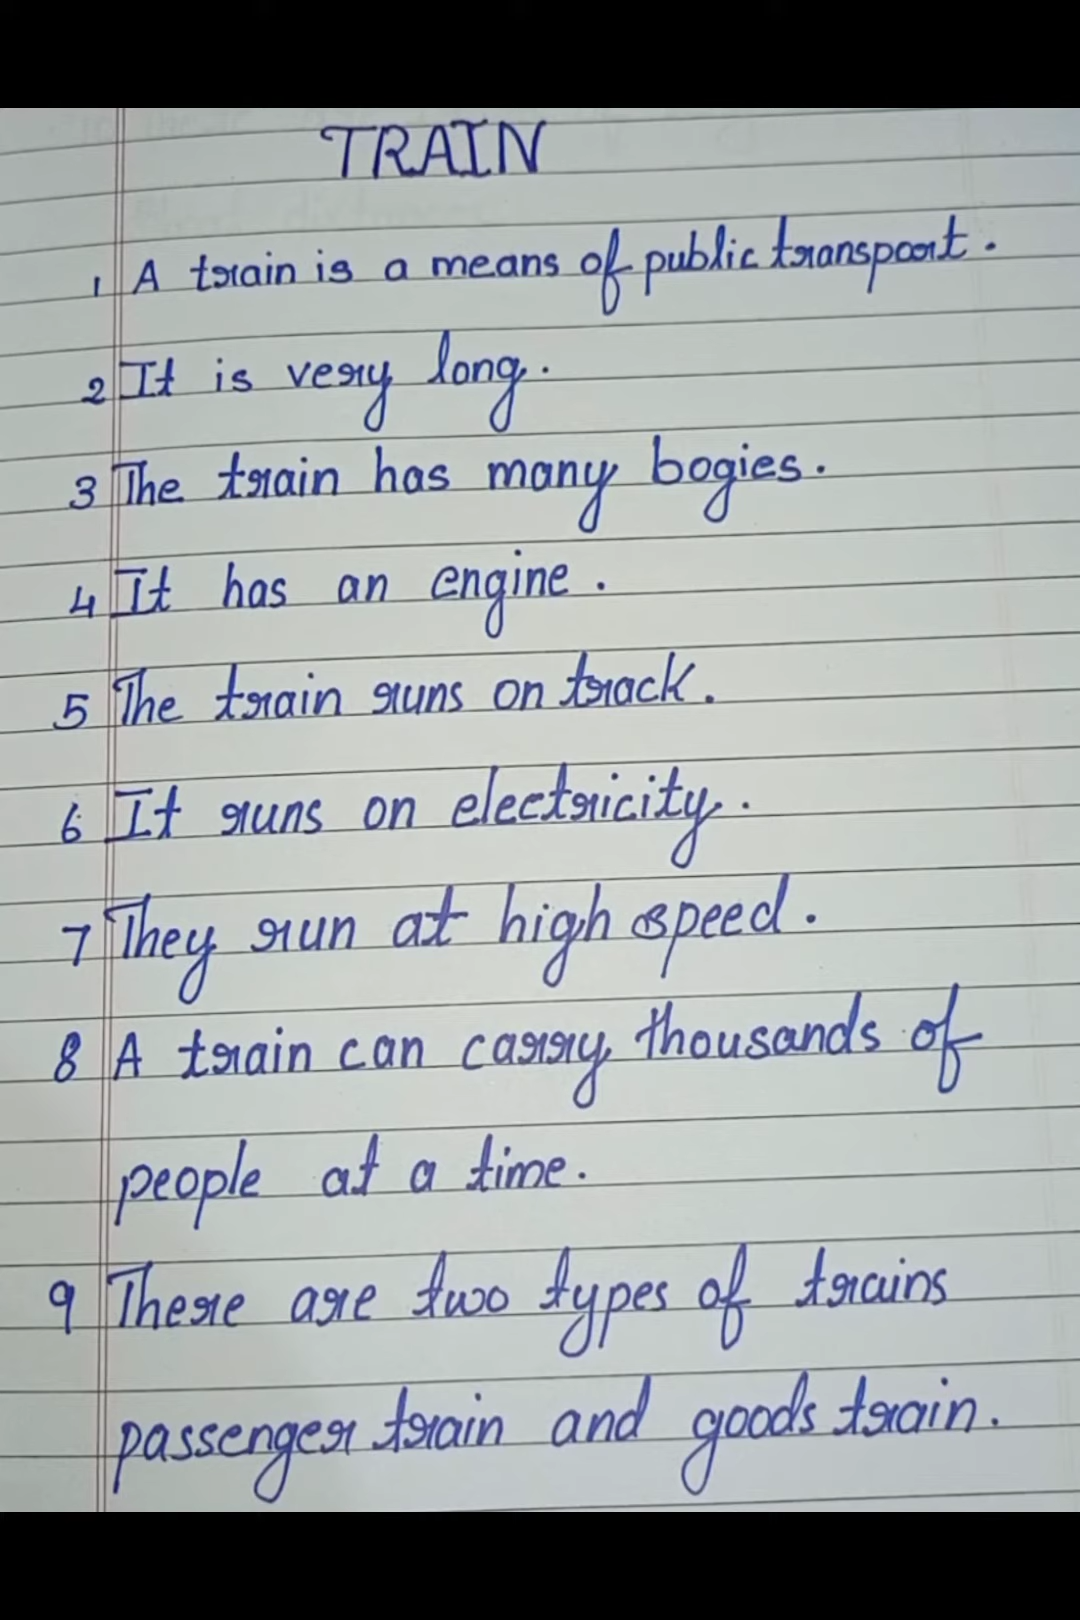 TRAIN
1 A train is a means of public transport.
2 It is very long.
3 The train has many bogies.
4 It has an engine.
5 The train runs on track.
6 It runs on electricity.
7 They run at high speed.
8 A train can carry thousands of
people at a time.
9 There are two types of trains
passenger train and goods train.